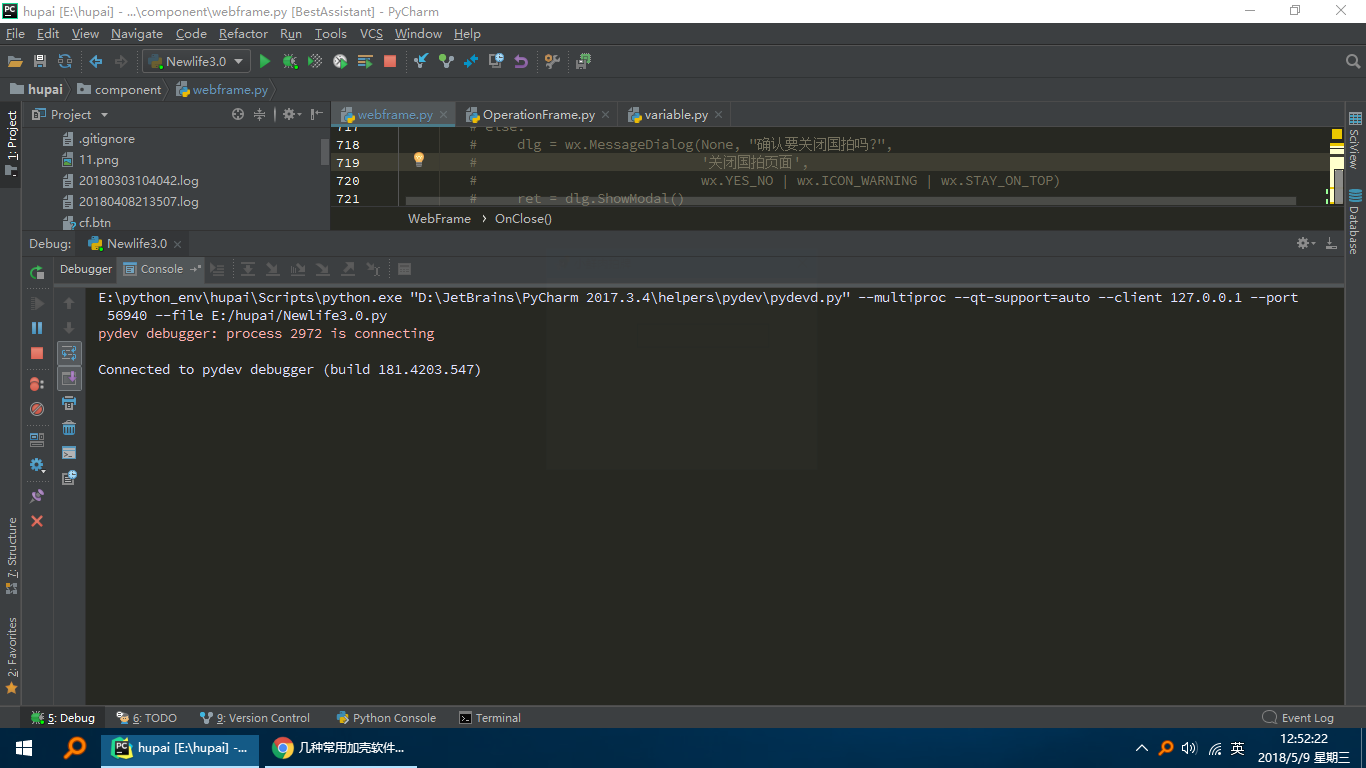 hupai [E:\hupai] - ...\component\webframe.py [BestAssistant] - PyCharm
File Edit View Navigate Code Refactor Run Tools VCS Window Help
Newlife3.0
hupai component webframe.py
1: Project
Project
webframe.py OperationFrame.py variable.py
.gitignore
11.png
20180303104042.log
20180408213507.log
cf.btn
717 # else:
718 # dlg = wx.MessageDialog(None, "确认要关闭国拍吗?",
719 # '关闭国拍页面',
720 # wx.YES_NO | wx.ICON_WARNING | wx.STAY_ON_TOP)
721 # ret = dlg.ShowModal()
WebFrame › OnClose()
SciView
Database
Debug: Newlife3.0
Debugger Console
E:\python_env\hupai\Scripts\python.exe "D:\JetBrains\PyCharm 2017.3.4\helpers\pydev\pydevd.py" --multiproc --qt-support=auto --client 127.0.0.1 --port
56940 --file E:/hupai/Newlife3.0.py
pydev debugger: process 2972 is connecting
Connected to pydev debugger (build 181.4203.547)
7: Structure
2: Favorites
5: Debug 6: TODO 9: Version Control Python Console Terminal Event Log
hupai [E:\hupai] -... 几种常用加壳软件... 英 12:52:22
2018/5/9 星期三